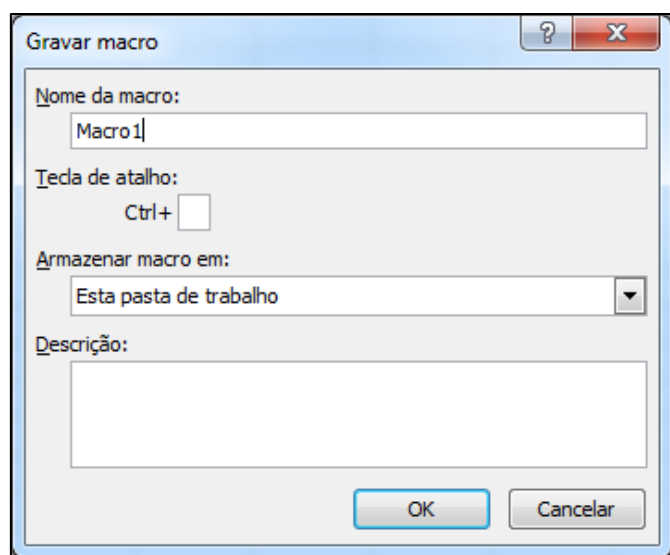 Gravar macro
Nome da macro:
Macro1
Tecla de atalho:
Ctrl+
Armazenar macro em:
Esta pasta de trabalho
Descrição:
OK Cancelar